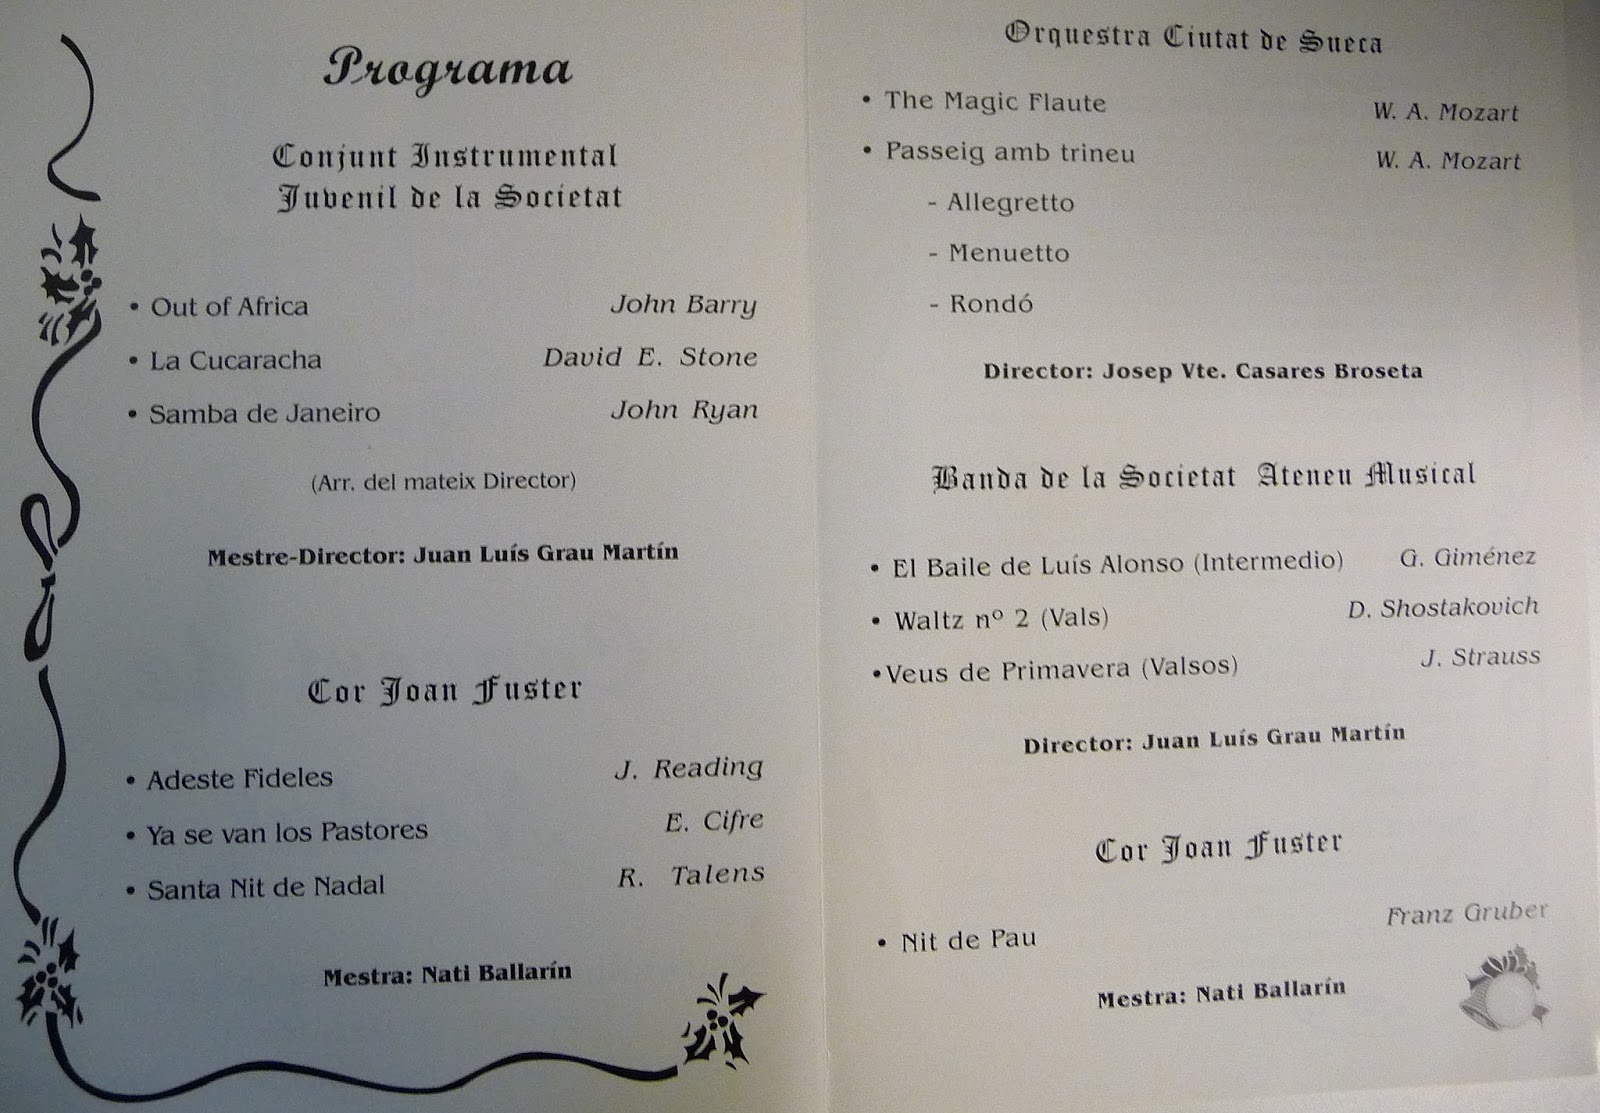 Programa
Conjunt Instrumental
Juvenil de la Societat
• Out of Africa John Barry
• La Cucaracha David E. Stone
• Samba de Janeiro John Ryan
(Arr. del mateix Director)
Mestre-Director: Juan Luís Grau Martín
Cor Joan Fuster
• Adeste Fideles J. Reading
• Ya se van los Pastores E. Cifre
• Santa Nit de Nadal R. Talens
Mestra: Nati Ballarín
Orquestra Ciutat de Sueca
• The Magic Flaute W. A. Mozart
• Passeig amb trineu W. A. Mozart
- Allegretto
- Menuetto
- Rondó
Director: Josep Vte. Casares Broseta
Banda de la Societat Ateneu Musical
• El Baile de Luís Alonso (Intermedio) G. Giménez
• Waltz nº 2 (Vals) D. Shostakovich
•Veus de Primavera (Valsos) J. Strauss
Director: Juan Luís Grau Martín
Cor Joan Fuster
• Nit de Pau Franz Gruber
Mestra: Nati Ballarín